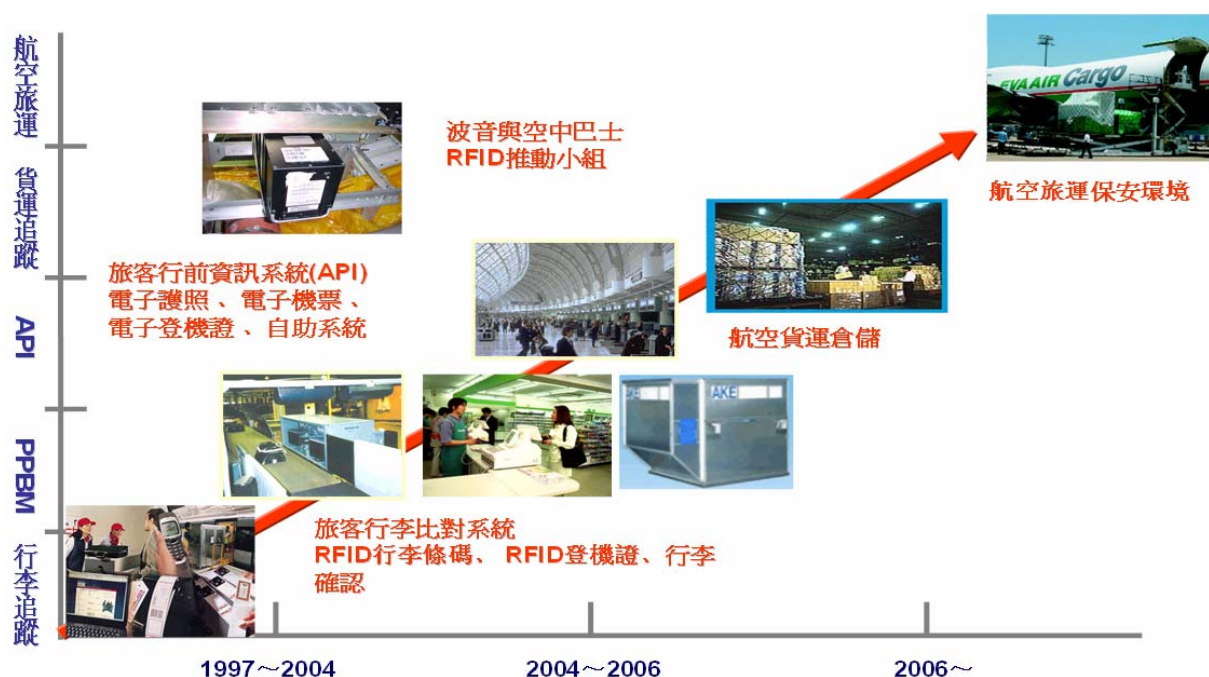 航空旅運
貨運追蹤
API
PPBM
行李追蹤
波音與空中巴士
RFID推動小組
EVA AIR Cargo
航空旅運保安環境
旅客行前資訊系統(API)
電子護照、電子機票、
電子登機證、自助系統
航空貨運倉儲
AKE
AKE
旅客行李比對系統
RFID行李條碼、RFID登機證、行李
確認
1997～2004
2004～2006
2006～